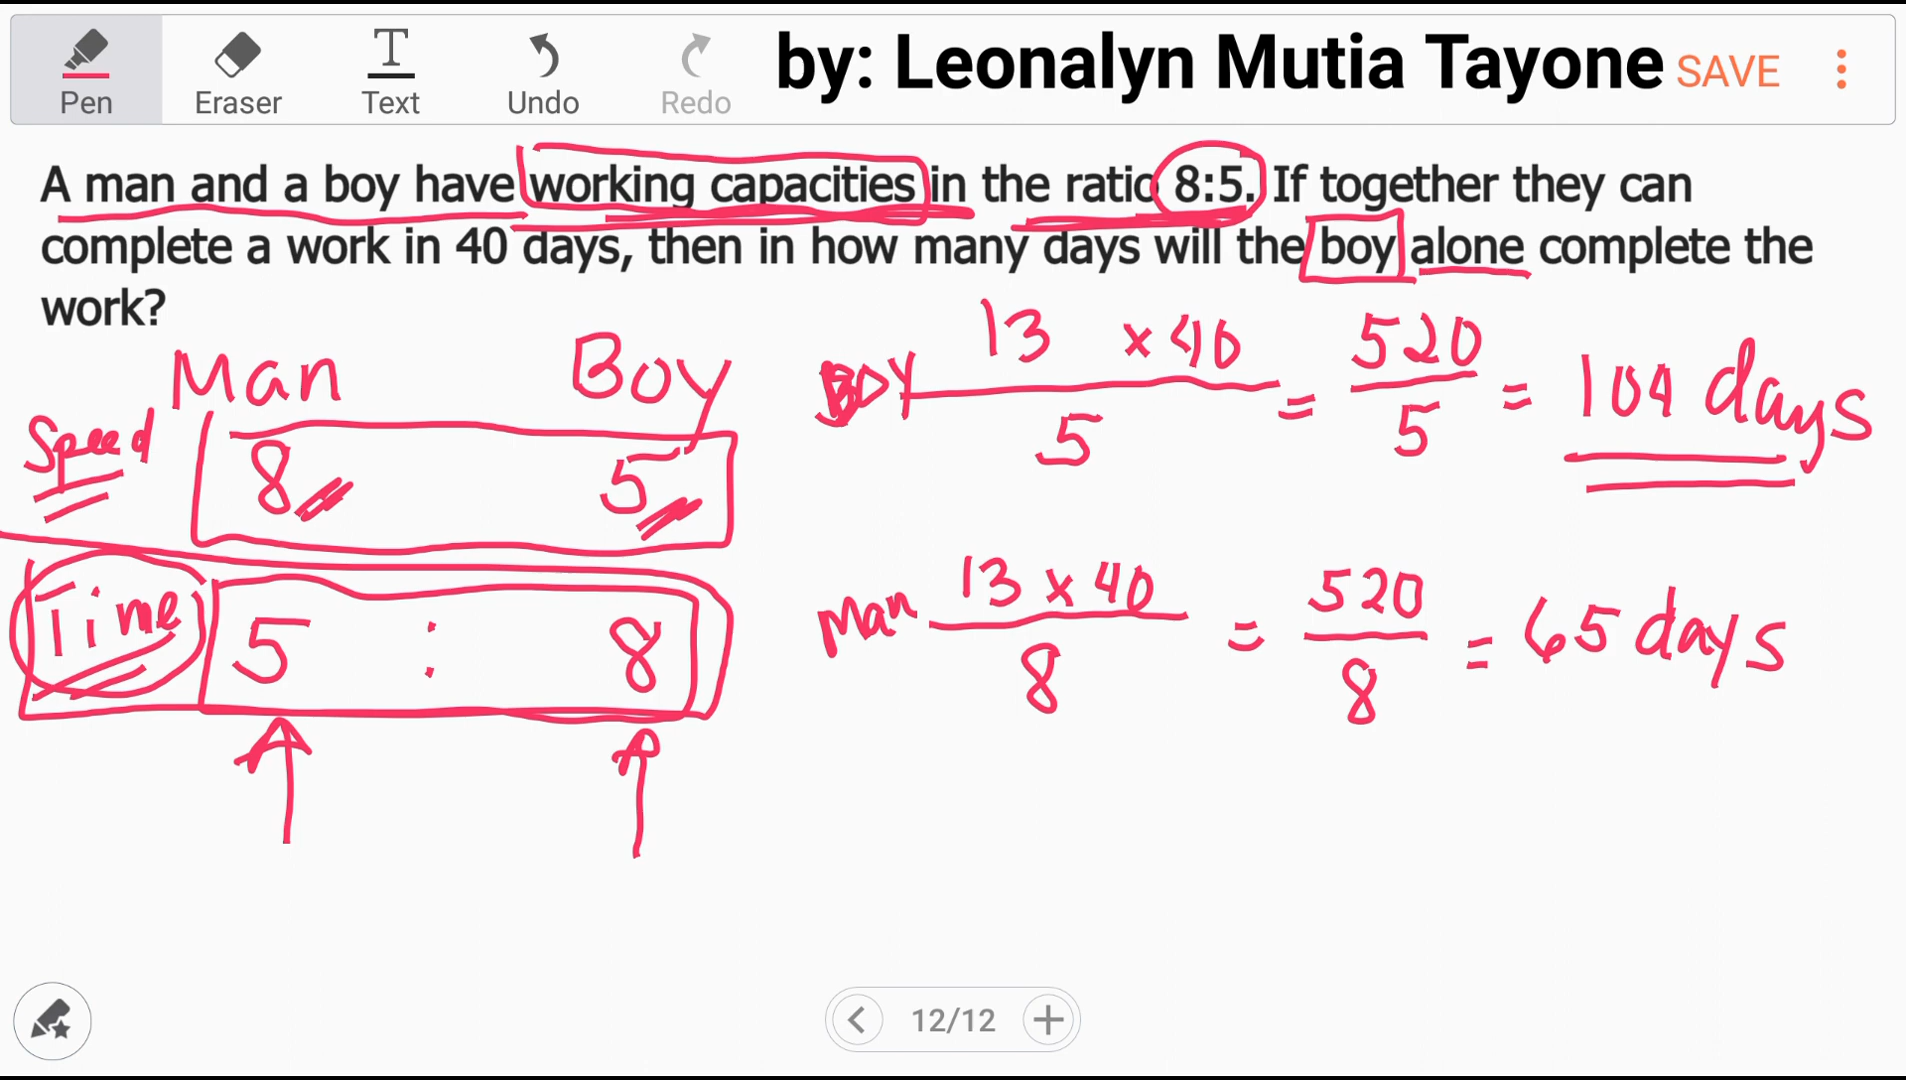 Pen Eraser Text Undo Redo by: Leonalyn Mutia Tayone SAVE
A man and a boy have working capacities in the ratio 8:5. If together they can
complete a work in 40 days, then in how many days will the boy alone complete the
work?
Man Boy
Speed 8 5
Time 5 : 8
BOY 13 x 40 / 5 = 520 / 5 = 104 days
Man 13 x 40 / 8 = 520 / 8 = 65 days
12/12